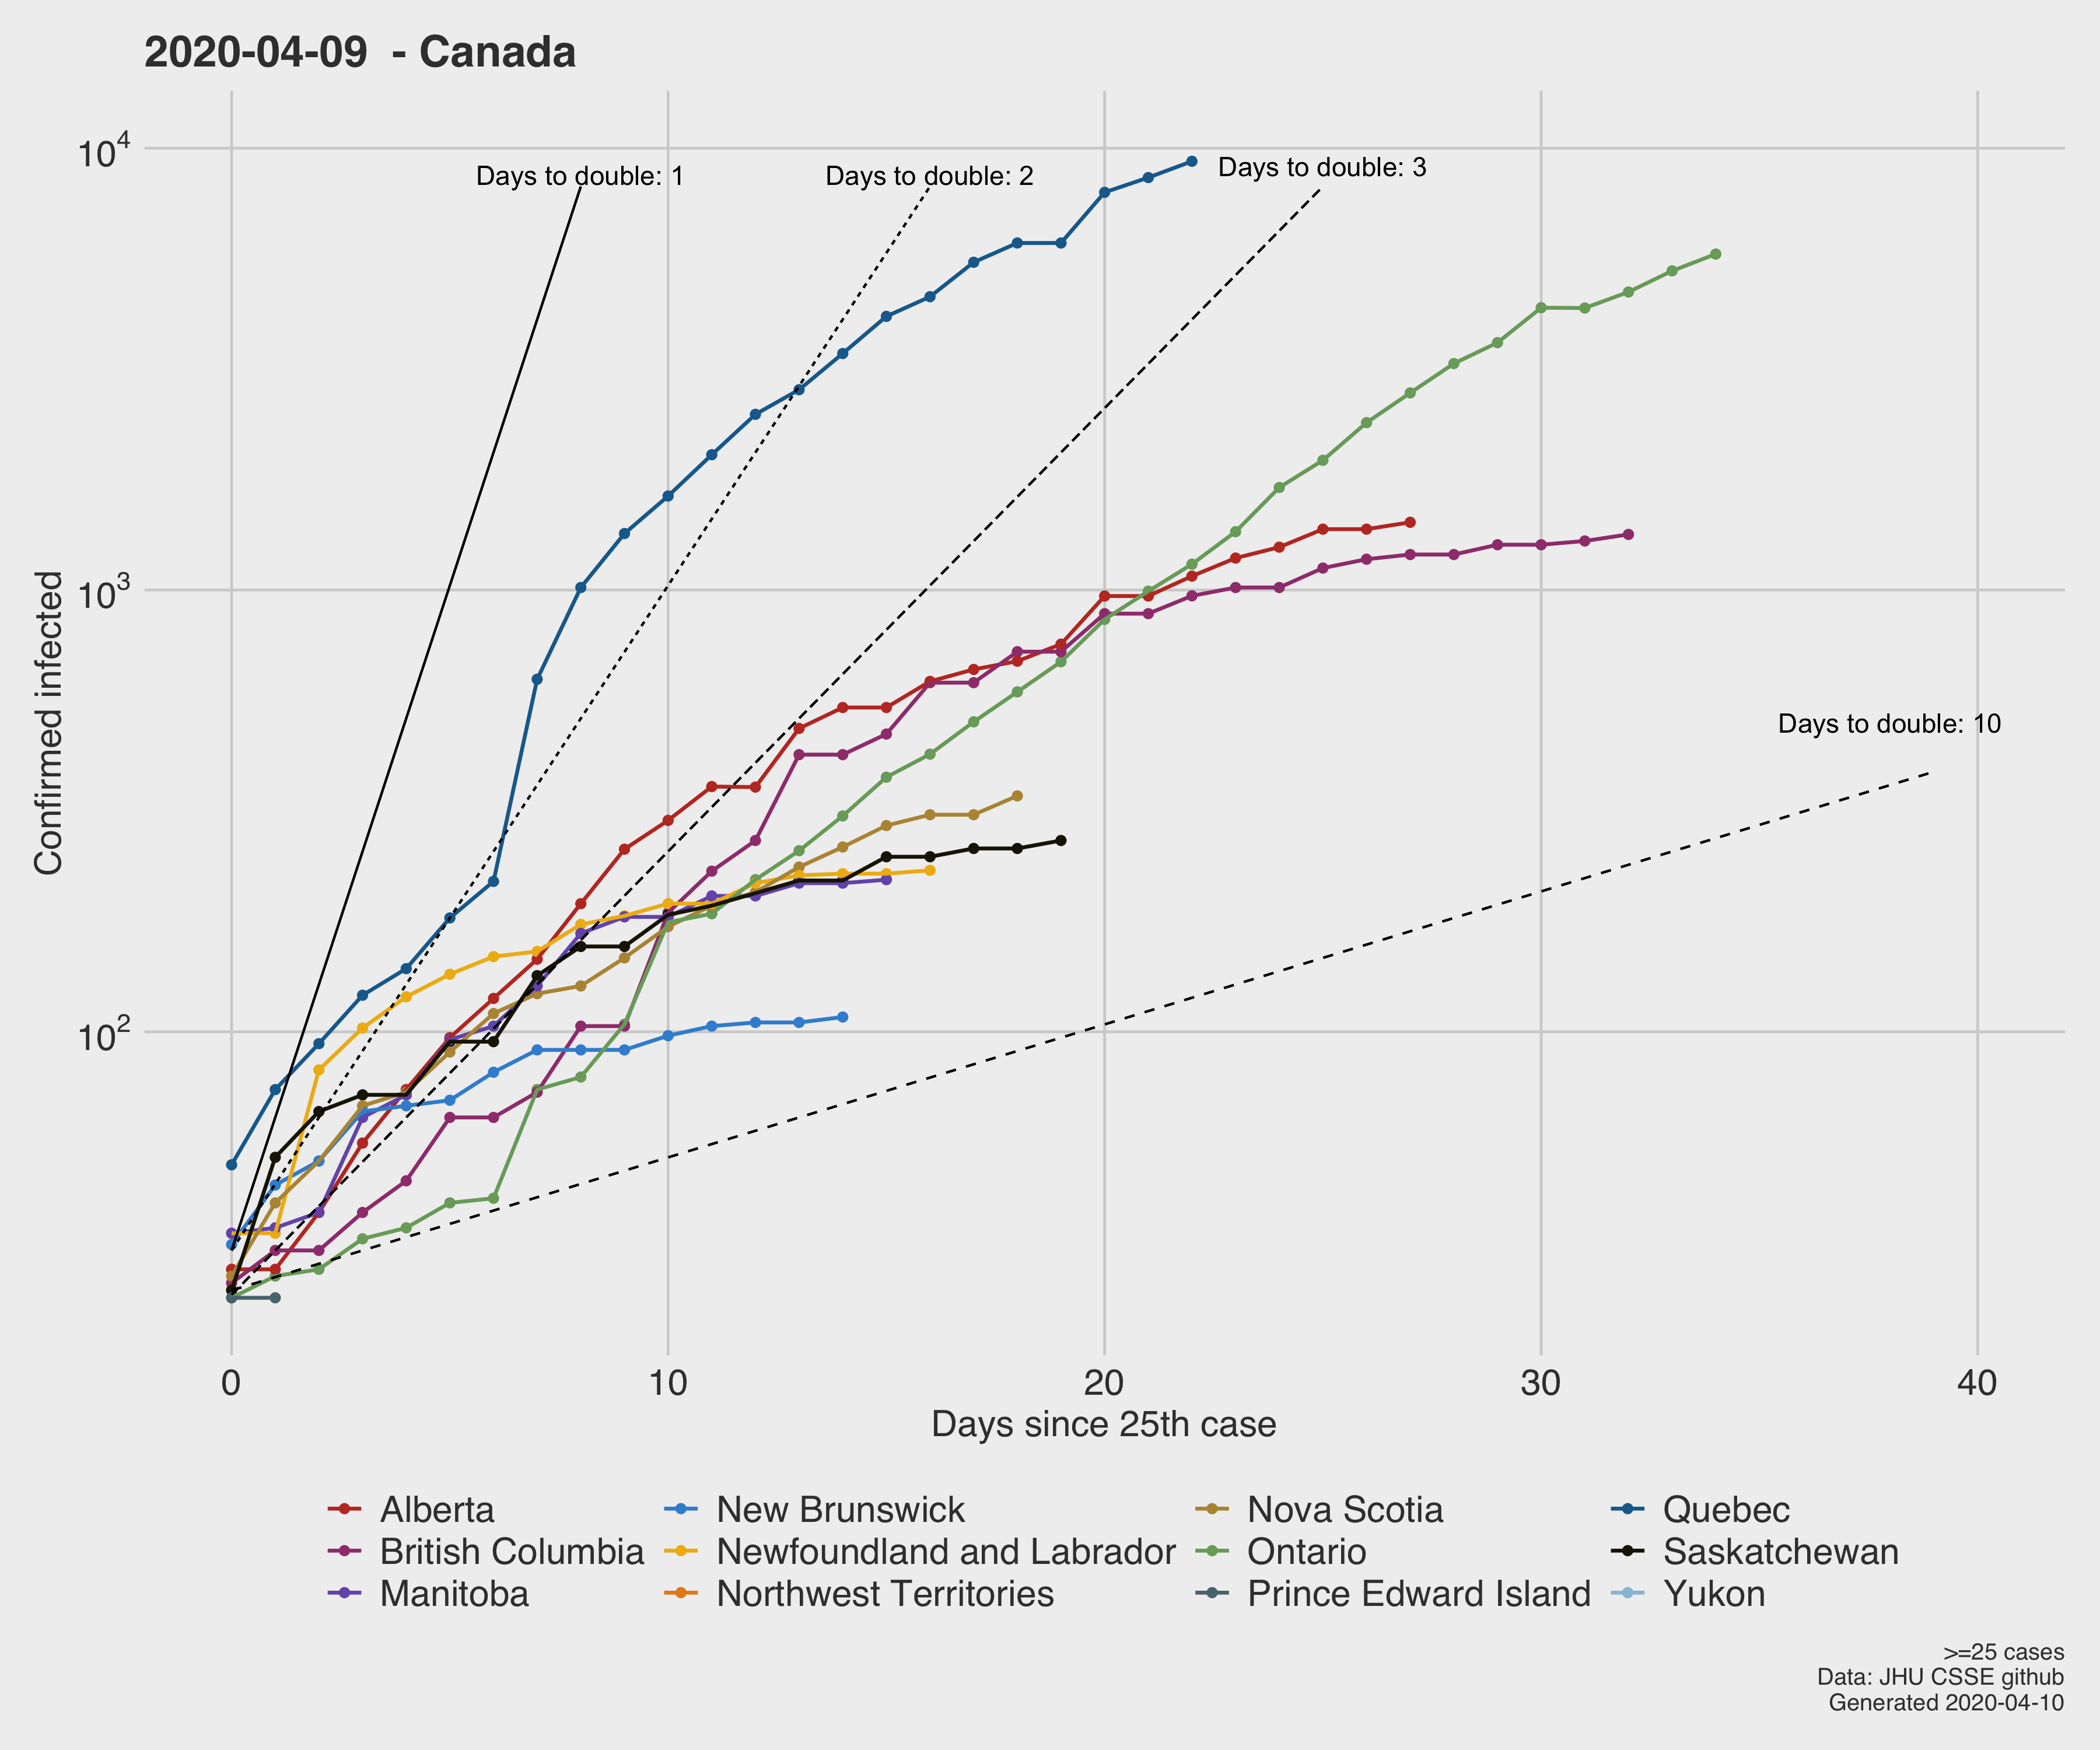 2020-04-09  - Canada
10^4
10^3
10^2
Confirmed infected
Days to double: 1
Days to double: 2
Days to double: 3
Days to double: 10
0 10 20 30 40
Days since 25th case
Alberta New Brunswick Nova Scotia Quebec
British Columbia Newfoundland and Labrador Ontario Saskatchewan
Manitoba Northwest Territories Prince Edward Island Yukon
>=25 cases
Data: JHU CSSE github
Generated 2020-04-10